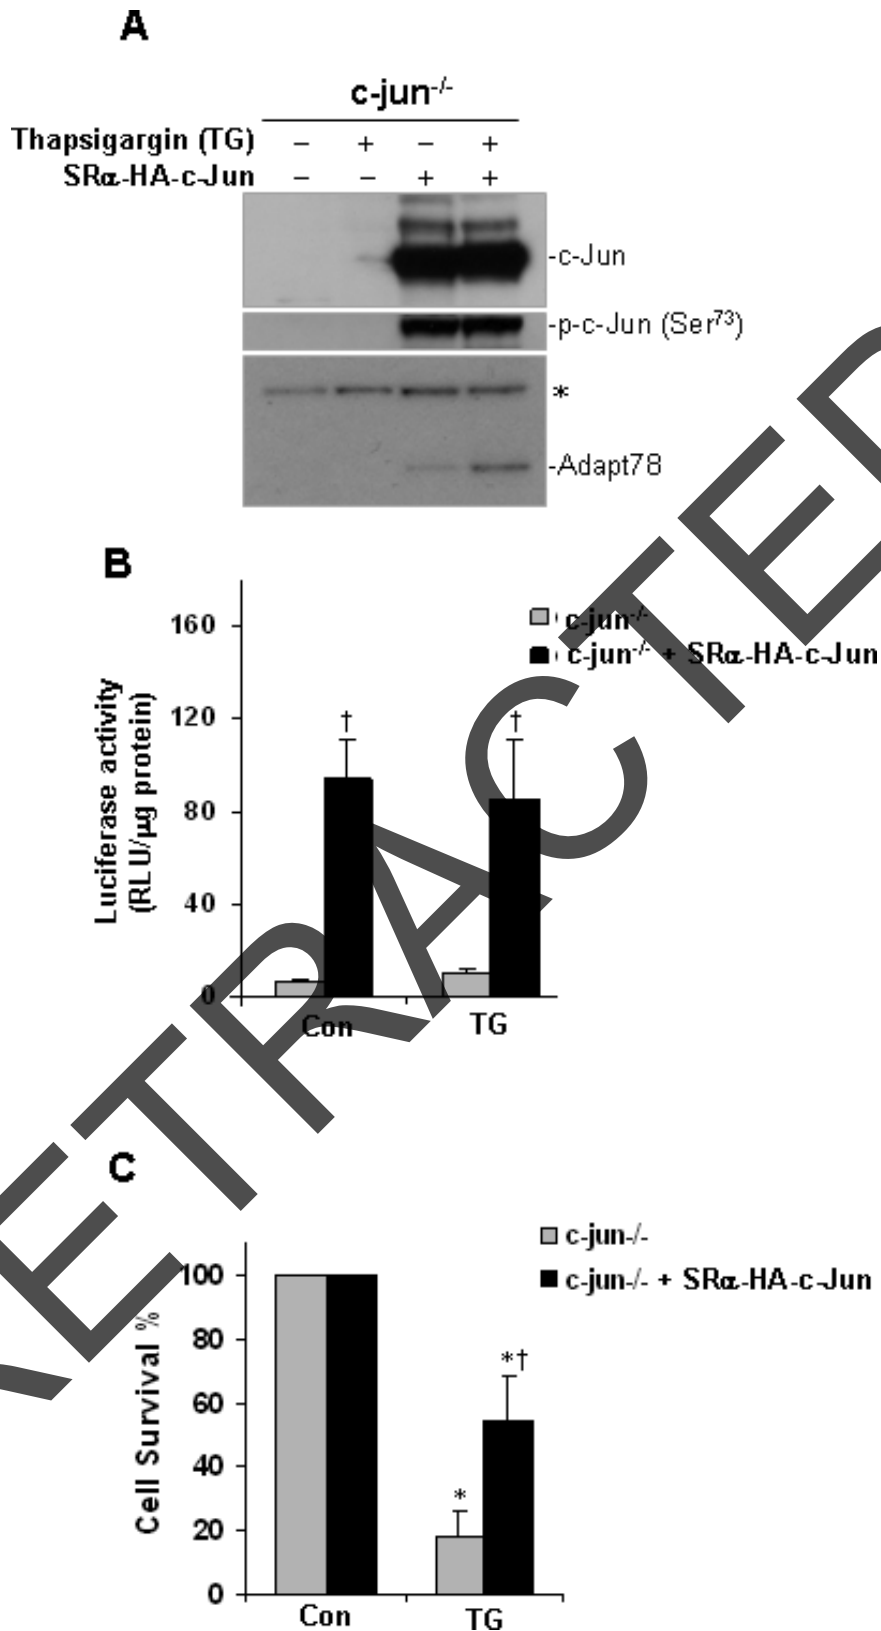 A
c-jun-/-
Thapsigargin (TG) – + – +
SRα-HA-c-Jun – – + +
-c-Jun
-p-c-Jun (Ser73)
*
-Adapt78
B
Luciferase activity
(RLU/µg protein)
160
120
80
40
0
c-jun-/-
c-jun-/- + SRα-HA-c-Jun
† †
Con TG
C
Cell Survival %
100
80
60
40
20
0
c-jun-/-
c-jun-/- + SRα-HA-c-Jun
*†
*
Con TG
RETRACTED